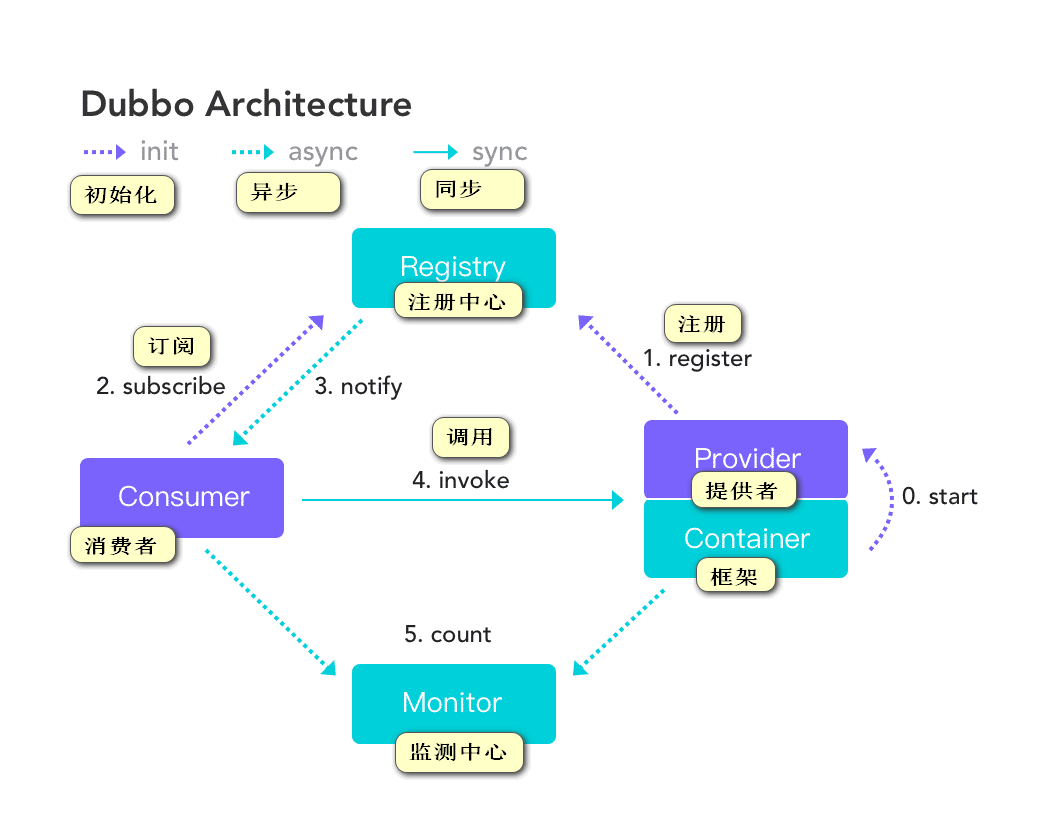 Dubbo Architecture
init
async
sync
初始化
异步
同步
Registry
注册中心
订阅
2. subscribe
3. notify
注册
1. register
调用
4. invoke
Consumer
消费者
Provider
提供者
Container
框架
0. start
5. count
Monitor
监测中心